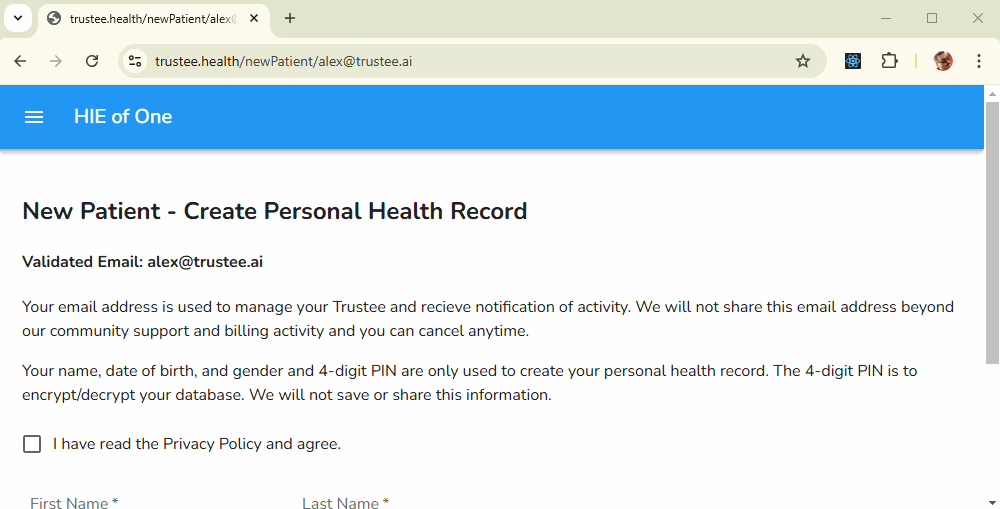 trustee.health/newPatient/alex@
trustee.health/newPatient/alex@trustee.ai
HIE of One
New Patient - Create Personal Health Record
Validated Email: alex@trustee.ai
Your email address is used to manage your Trustee and recieve notification of activity. We will not share this email address beyond
our community support and billing activity and you can cancel anytime.
Your name, date of birth, and gender and 4-digit PIN are only used to create your personal health record. The 4-digit PIN is to
encrypt/decrypt your database. We will not save or share this information.
I have read the Privacy Policy and agree.
First Name * Last Name *